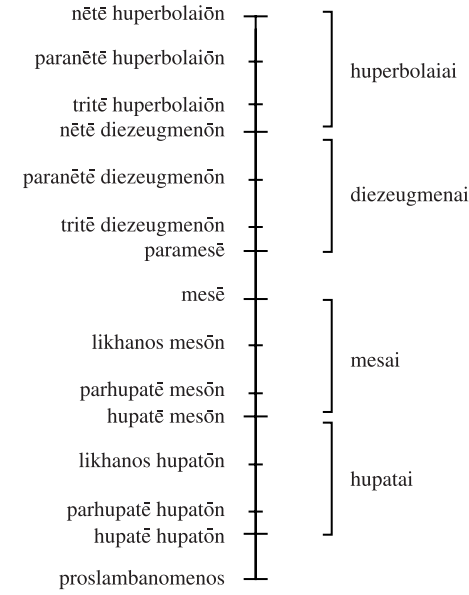 nētē huperbolaiōn
paranētē huperbolaiōn
huperbolaiai
tritē huperbolaiōn
nētē diezeugmenōn
paranētē diezeugmenōn
diezeugmenai
tritē diezeugmenōn
paramesē
mesē
likhanos mesōn
mesai
parhupatē mesōn
hupatē mesōn
likhanos hupatōn
hupatai
parhupatē hupatōn
hupatē hupatōn
proslambanomenos